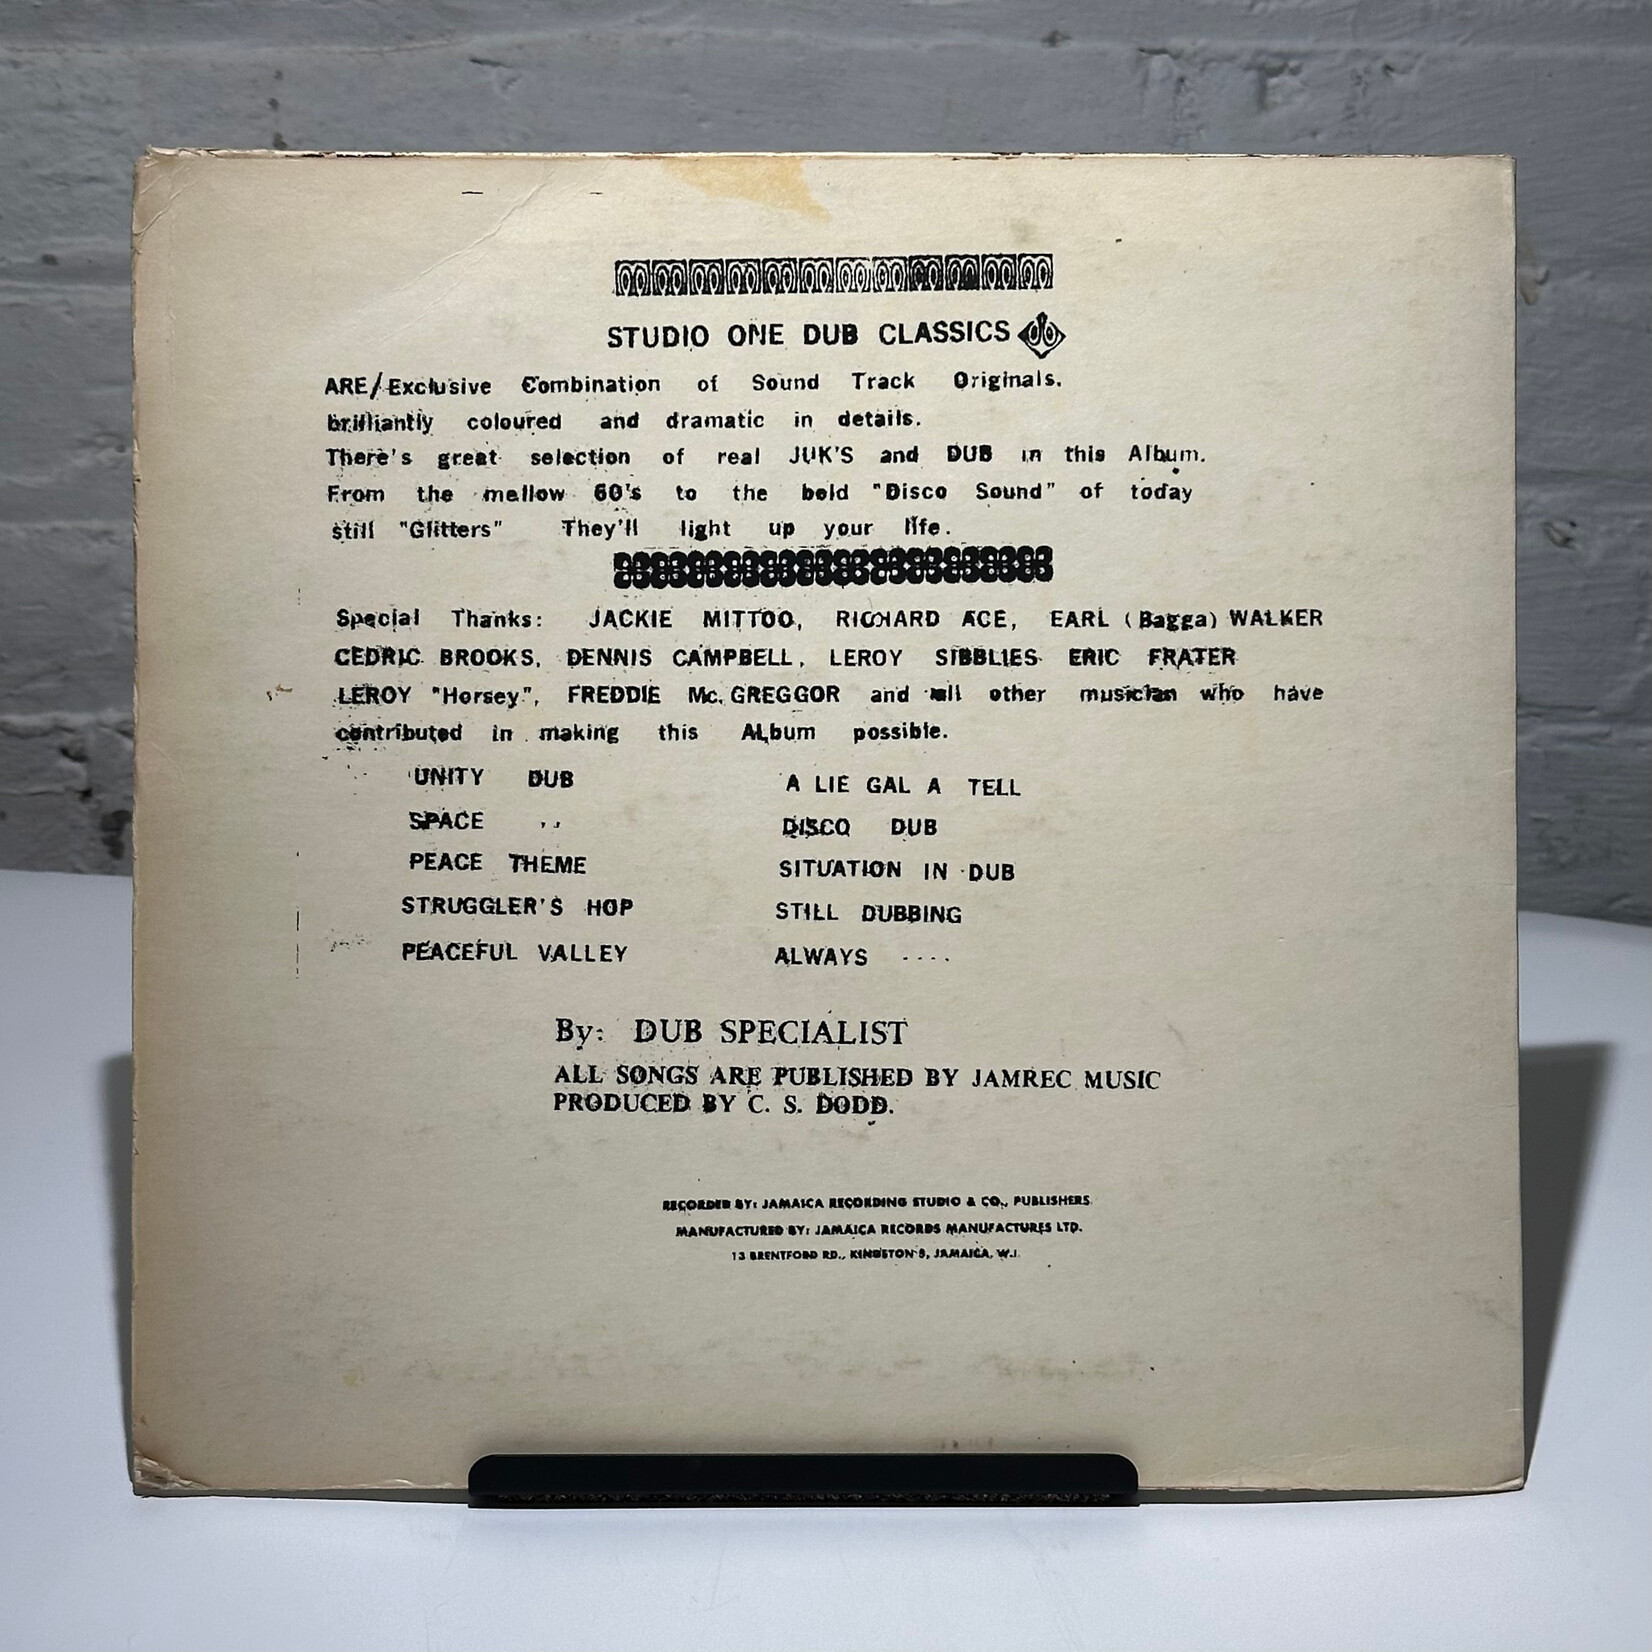 STUDIO ONE DUB CLASSICS
ARE/Exclusive Combination of Sound Track Originals.
brilliantly coloured and dramatic in details.
There's great selection of real JUK'S and DUB in this Album.
From the mellow 60's to the bold "Disco Sound" of today
still "Glitters" They'll light up your life.
Special Thanks: JACKIE MITTOO, RICHARD ACE, EARL (Bagga) WALKER
CEDRIC BROOKS, DENNIS CAMPBELL, LEROY SIBBLIES ERIC FRATER
LEROY "Horsey", FREDDIE Mc. GREGGOR and all other musician who have
contributed in making this Album possible.
UNITY DUB
SPACE ,,
PEACE THEME
STRUGGLER'S HOP
PEACEFUL VALLEY
A LIE GAL A TELL
DISCO DUB
SITUATION IN DUB
STILL DUBBING
ALWAYS ....
By: DUB SPECIALIST
ALL SONGS ARE PUBLISHED BY JAMREC MUSIC
PRODUCED BY C. S. DODD.
RECORDED BY: JAMAICA RECORDING STUDIO & CO., PUBLISHERS
MANUFACTURED BY: JAMAICA RECORDS MANUFACTURES LTD.
13 BRENTFORD RD., KINGSTON 5, JAMAICA, W.I.